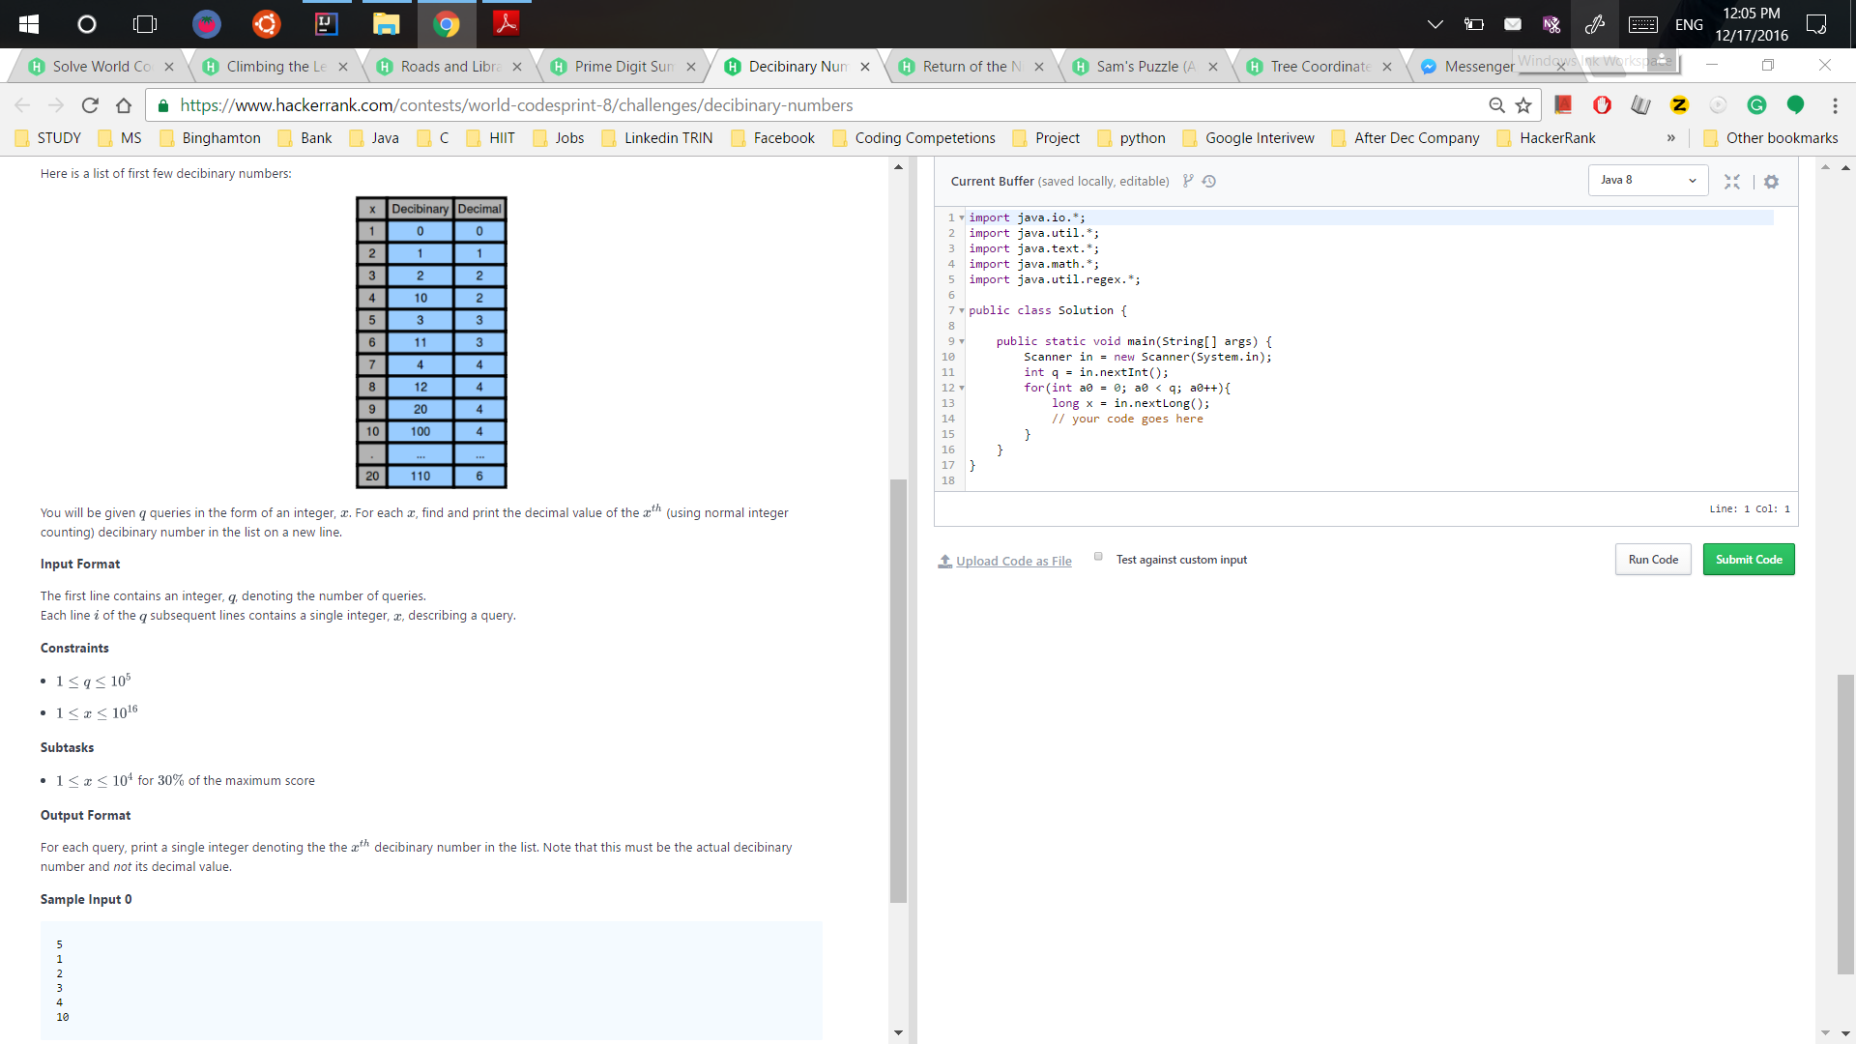 ENG
12:05 PM
12/17/2016
Solve World Co
Climbing the Le
Roads and Libra
Prime Digit Sum
Decibinary Num
Return of the N
Sam's Puzzle (A
Tree Coordinate
Messenger
Windows Ink Workspace
https://www.hackerrank.com/contests/world-codesprint-8/challenges/decibinary-numbers
STUDY MS Binghamton Bank Java C HIIT Jobs Linkedin TRIN Facebook Coding Competetions Project python Google Interivew After Dec Company HackerRank » Other bookmarks
Here is a list of first few decibinary numbers:
x Decibinary Decimal
1 0 0
2 1 1
3 2 2
4 10 2
5 3 3
6 11 3
7 4 4
8 12 4
9 20 4
10 100 4
. ... ...
20 110 6
You will be given q queries in the form of an integer, x. For each x, find and print the decimal value of the xth (using normal integer
counting) decibinary number in the list on a new line.
Input Format
The first line contains an integer, q, denoting the number of queries.
Each line i of the q subsequent lines contains a single integer, x, describing a query.
Constraints
• 1 ≤ q ≤ 10^5
• 1 ≤ x ≤ 10^16
Subtasks
• 1 ≤ x ≤ 10^4 for 30% of the maximum score
Output Format
For each query, print a single integer denoting the the xth decibinary number in the list. Note that this must be the actual decibinary
number and not its decimal value.
Sample Input 0
5
1
2
3
4
10
Current Buffer (saved locally, editable)
Java 8
1 import java.io.*;
2 import java.util.*;
3 import java.text.*;
4 import java.math.*;
5 import java.util.regex.*;
6
7 public class Solution {
8
9 public static void main(String[] args) {
10 Scanner in = new Scanner(System.in);
11 int q = in.nextInt();
12 for(int a0 = 0; a0 < q; a0++){
13 long x = in.nextLong();
14 // your code goes here
15 }
16 }
17 }
18
Line: 1 Col: 1
Upload Code as File
Test against custom input
Run Code
Submit Code